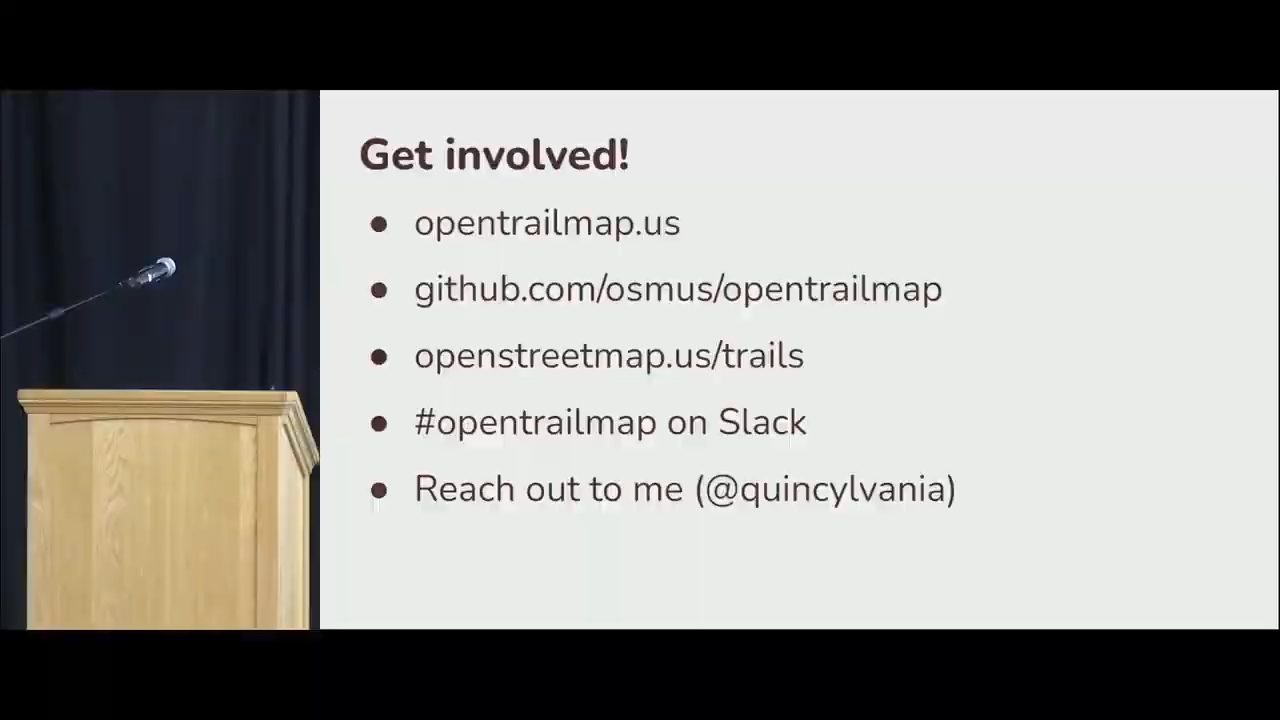 Get involved!
● opentrailmap.us
● github.com/osmus/opentrailmap
● openstreetmap.us/trails
● #opentrailmap on Slack
● Reach out to me (@quincylvania)